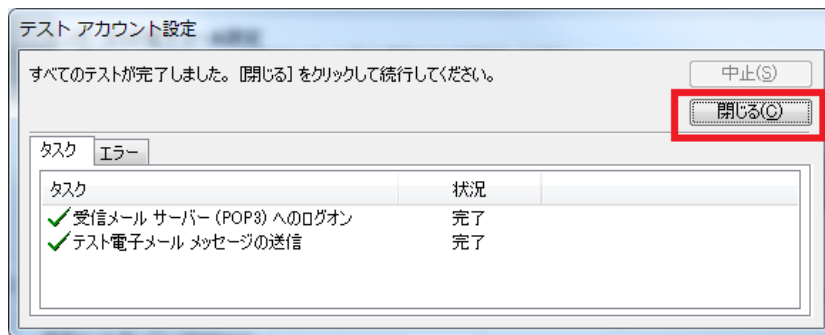 テスト アカウント設定
すべてのテストが完了しました。[閉じる] をクリックして続行してください。
中止(S)
閉じる(C)
タスク エラー
タスク 状況
受信メール サーバー (POP3) へのログオン 完了
テスト電子メール メッセージの送信 完了